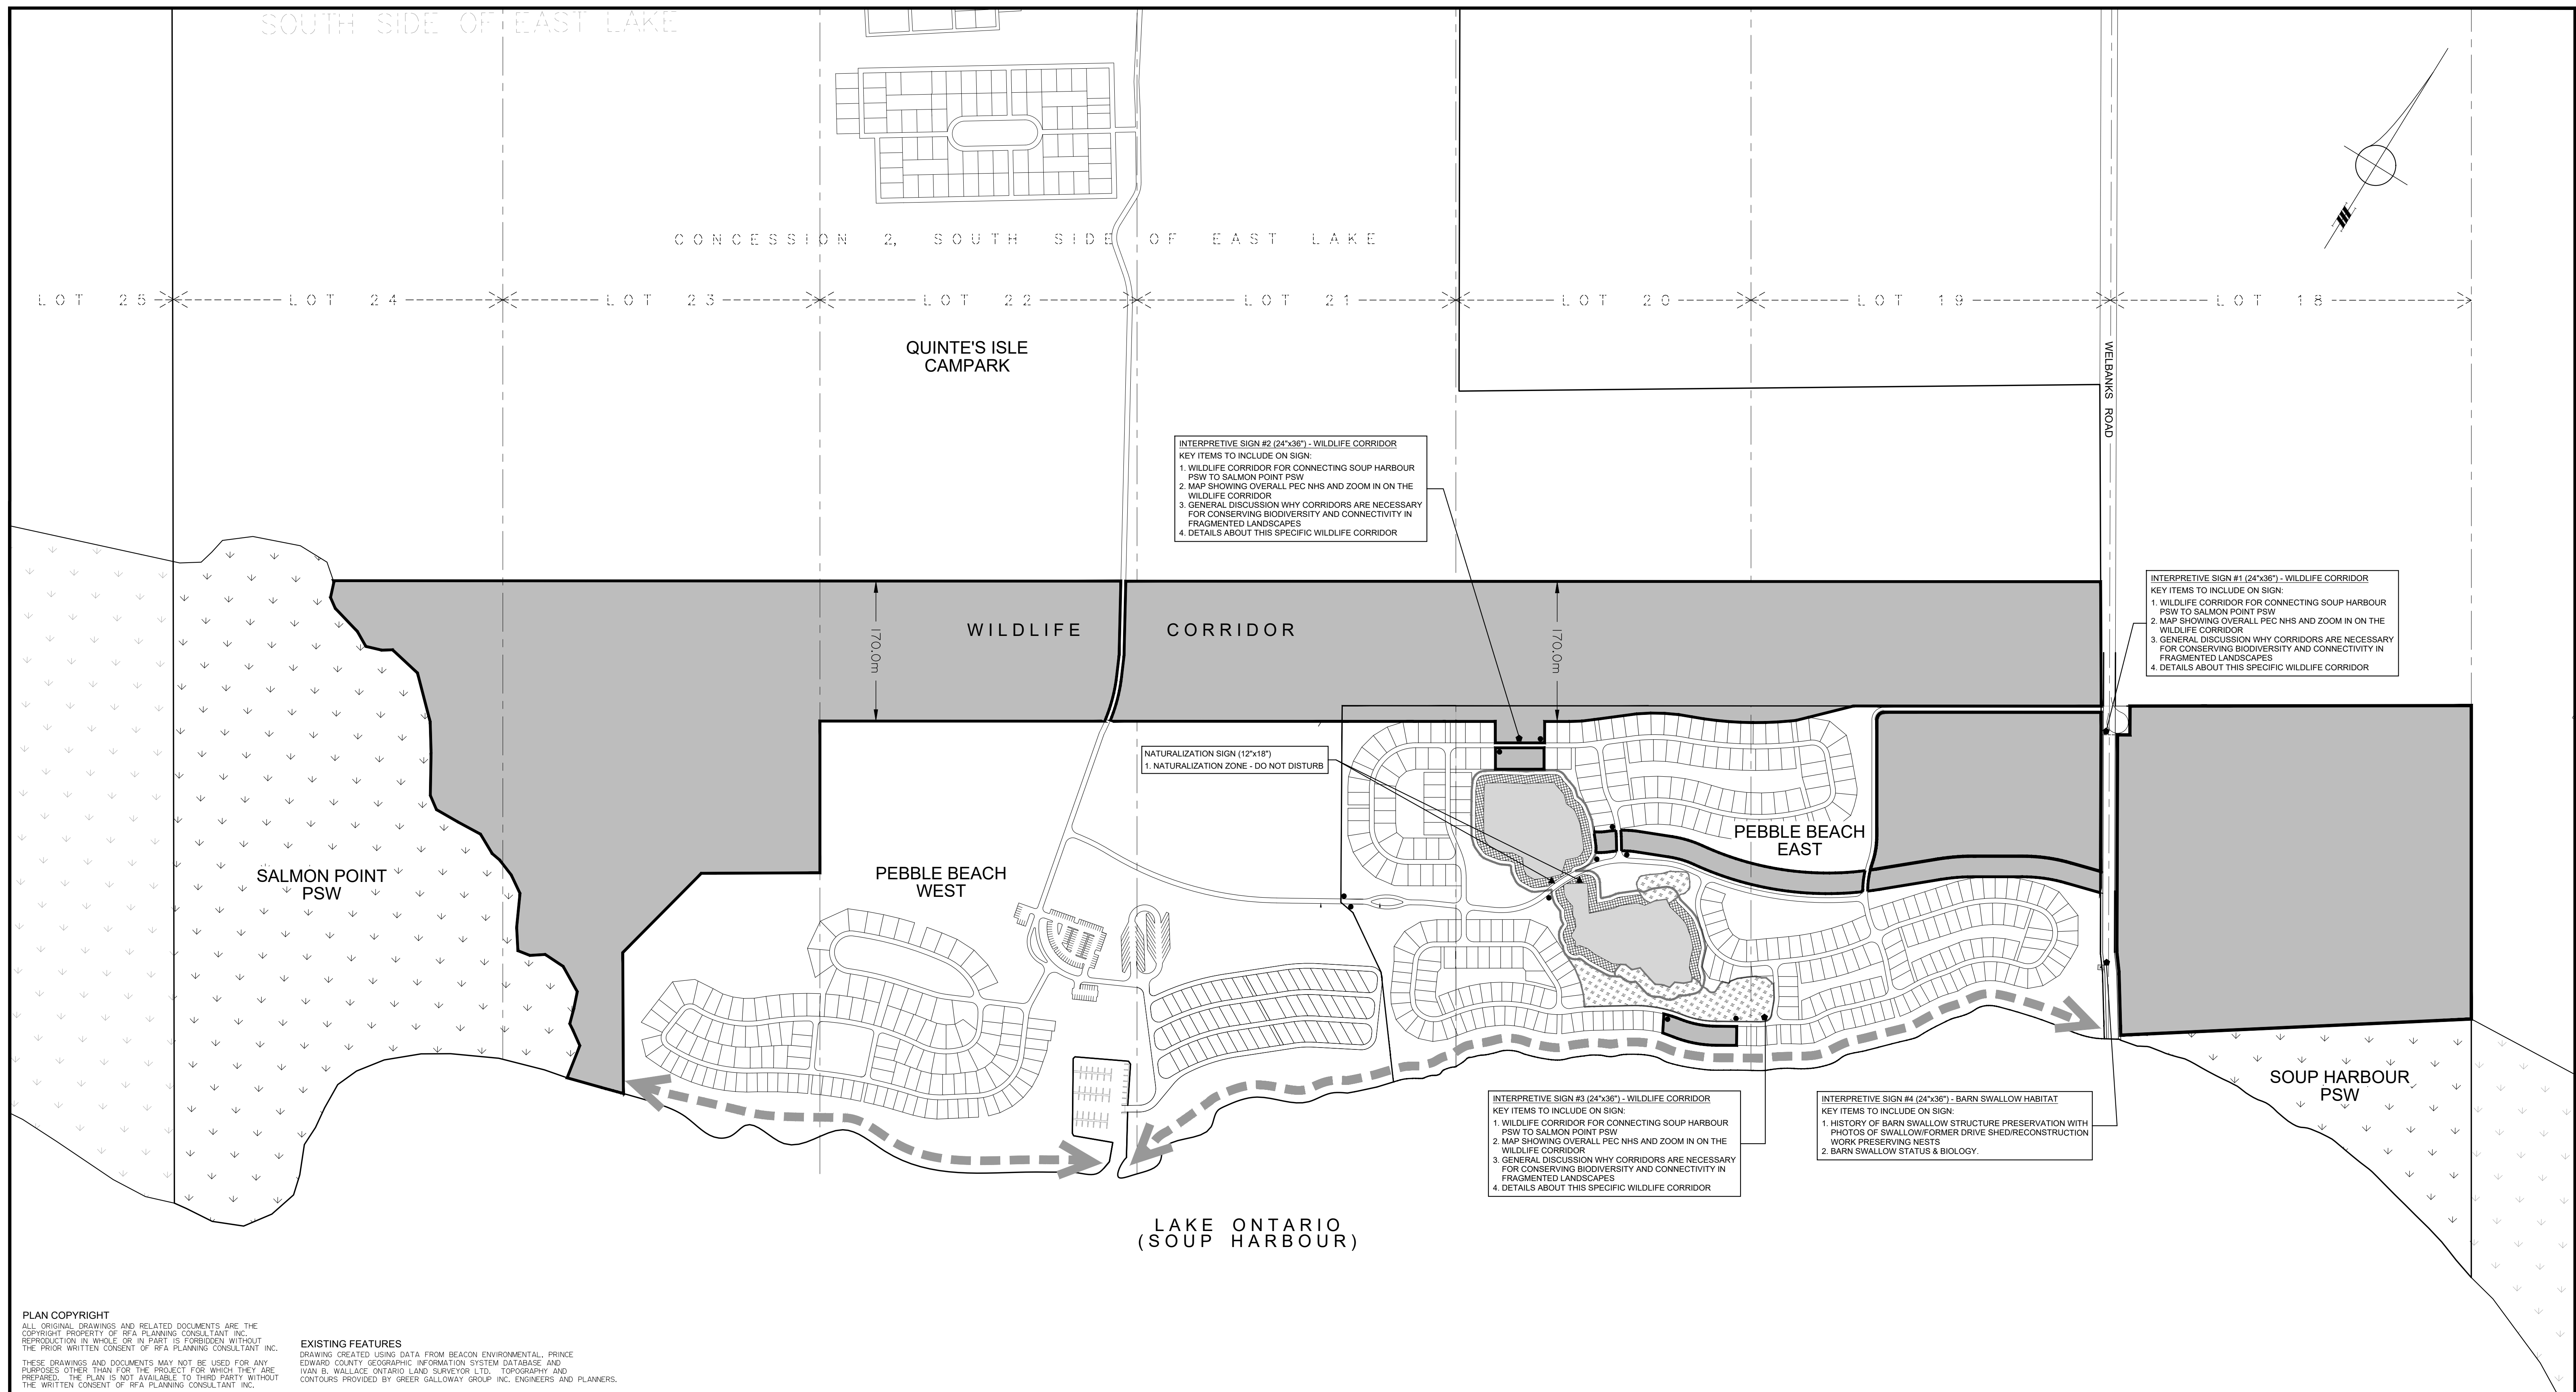 SOUTH SIDE OF EAST LAKE
CONCESSION 2, SOUTH SIDE OF EAST LAKE
LOT 25
LOT 24
LOT 23
LOT 22
LOT 21
LOT 20
LOT 19
LOT 18
QUINTE'S ISLE
CAMPARK
WELBANKS ROAD
INTERPRETIVE SIGN #2 (24"x36") - WILDLIFE CORRIDOR
KEY ITEMS TO INCLUDE ON SIGN:
1. WILDLIFE CORRIDOR FOR CONNECTING SOUP HARBOUR
PSW TO SALMON POINT PSW
2. MAP SHOWING OVERALL PEC NHS AND ZOOM IN ON THE
WILDLIFE CORRIDOR
3. GENERAL DISCUSSION WHY CORRIDORS ARE NECESSARY
FOR CONSERVING BIODIVERSITY AND CONNECTIVITY IN
FRAGMENTED LANDSCAPES
4. DETAILS ABOUT THIS SPECIFIC WILDLIFE CORRIDOR
INTERPRETIVE SIGN #1 (24"x36") - WILDLIFE CORRIDOR
KEY ITEMS TO INCLUDE ON SIGN:
1. WILDLIFE CORRIDOR FOR CONNECTING SOUP HARBOUR
PSW TO SALMON POINT PSW
2. MAP SHOWING OVERALL PEC NHS AND ZOOM IN ON THE
WILDLIFE CORRIDOR
3. GENERAL DISCUSSION WHY CORRIDORS ARE NECESSARY
FOR CONSERVING BIODIVERSITY AND CONNECTIVITY IN
FRAGMENTED LANDSCAPES
4. DETAILS ABOUT THIS SPECIFIC WILDLIFE CORRIDOR
WILDLIFE CORRIDOR
170.0m
170.0m
NATURALIZATION SIGN (12"x18")
1. NATURALIZATION ZONE - DO NOT DISTURB
PEBBLE BEACH
EAST
PEBBLE BEACH
WEST
SALMON POINT
PSW
SOUP HARBOUR
PSW
INTERPRETIVE SIGN #3 (24"x36") - WILDLIFE CORRIDOR
KEY ITEMS TO INCLUDE ON SIGN:
1. WILDLIFE CORRIDOR FOR CONNECTING SOUP HARBOUR
PSW TO SALMON POINT PSW
2. MAP SHOWING OVERALL PEC NHS AND ZOOM IN ON THE
WILDLIFE CORRIDOR
3. GENERAL DISCUSSION WHY CORRIDORS ARE NECESSARY
FOR CONSERVING BIODIVERSITY AND CONNECTIVITY IN
FRAGMENTED LANDSCAPES
4. DETAILS ABOUT THIS SPECIFIC WILDLIFE CORRIDOR
INTERPRETIVE SIGN #4 (24"x36") - BARN SWALLOW HABITAT
KEY ITEMS TO INCLUDE ON SIGN:
1. HISTORY OF BARN SWALLOW STRUCTURE PRESERVATION WITH
PHOTOS OF SWALLOW/FORMER DRIVE SHED/RECONSTRUCTION
WORK PRESERVING NESTS
2. BARN SWALLOW STATUS & BIOLOGY.
LAKE ONTARIO
(SOUP HARBOUR)
PLAN COPYRIGHT
ALL ORIGINAL DRAWINGS AND RELATED DOCUMENTS ARE THE
COPYRIGHT PROPERTY OF RFA PLANNING CONSULTANT INC.
REPRODUCTION IN WHOLE OR IN PART IS FORBIDDEN WITHOUT
THE PRIOR WRITTEN CONSENT OF RFA PLANNING CONSULTANT INC.
THESE DRAWINGS AND DOCUMENTS MAY NOT BE USED FOR ANY
PURPOSES OTHER THAN FOR THE PROJECT FOR WHICH THEY ARE
PREPARED. THE PLAN IS NOT AVAILABLE TO THIRD PARTY WITHOUT
THE WRITTEN CONSENT OF RFA PLANNING CONSULTANT INC.
EXISTING FEATURES
DRAWING CREATED USING DATA FROM BEACON ENVIRONMENTAL, PRINCE
EDWARD COUNTY GEOGRAPHIC INFORMATION SYSTEM DATABASE AND
IVAN B. WALLACE ONTARIO LAND SURVEYOR LTD. TOPOGRAPHY AND
CONTOURS PROVIDED BY GREER GALLOWAY GROUP INC. ENGINEERS AND PLANNERS.